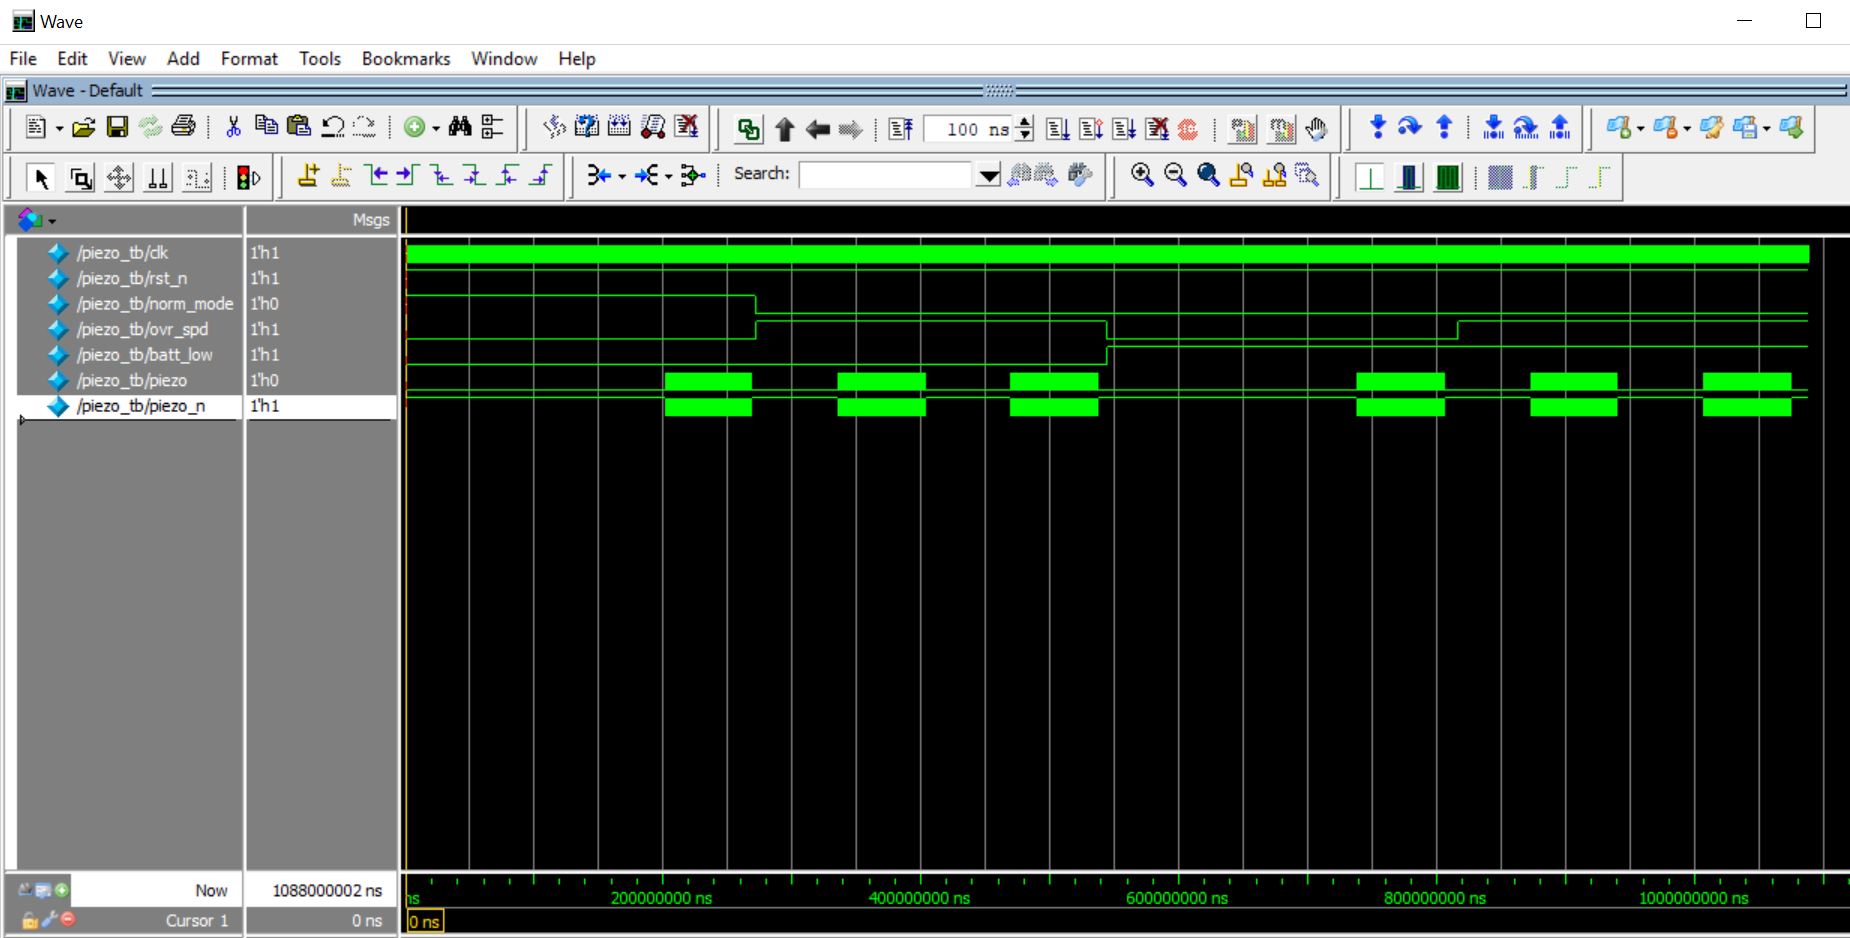 Wave
File Edit View Add Format Tools Bookmarks Window Help
Wave - Default
100 ns
Search:
Msgs
/piezo_tb/clk 1'h1
/piezo_tb/rst_n 1'h1
/piezo_tb/norm_mode 1'h0
/piezo_tb/ovr_spd 1'h1
/piezo_tb/batt_low 1'h1
/piezo_tb/piezo 1'h0
/piezo_tb/piezo_n 1'h1
Now 1088000002 ns ns 200000000 ns 400000000 ns 600000000 ns 800000000 ns 1000000000 ns
Cursor 1 0 ns 0 ns